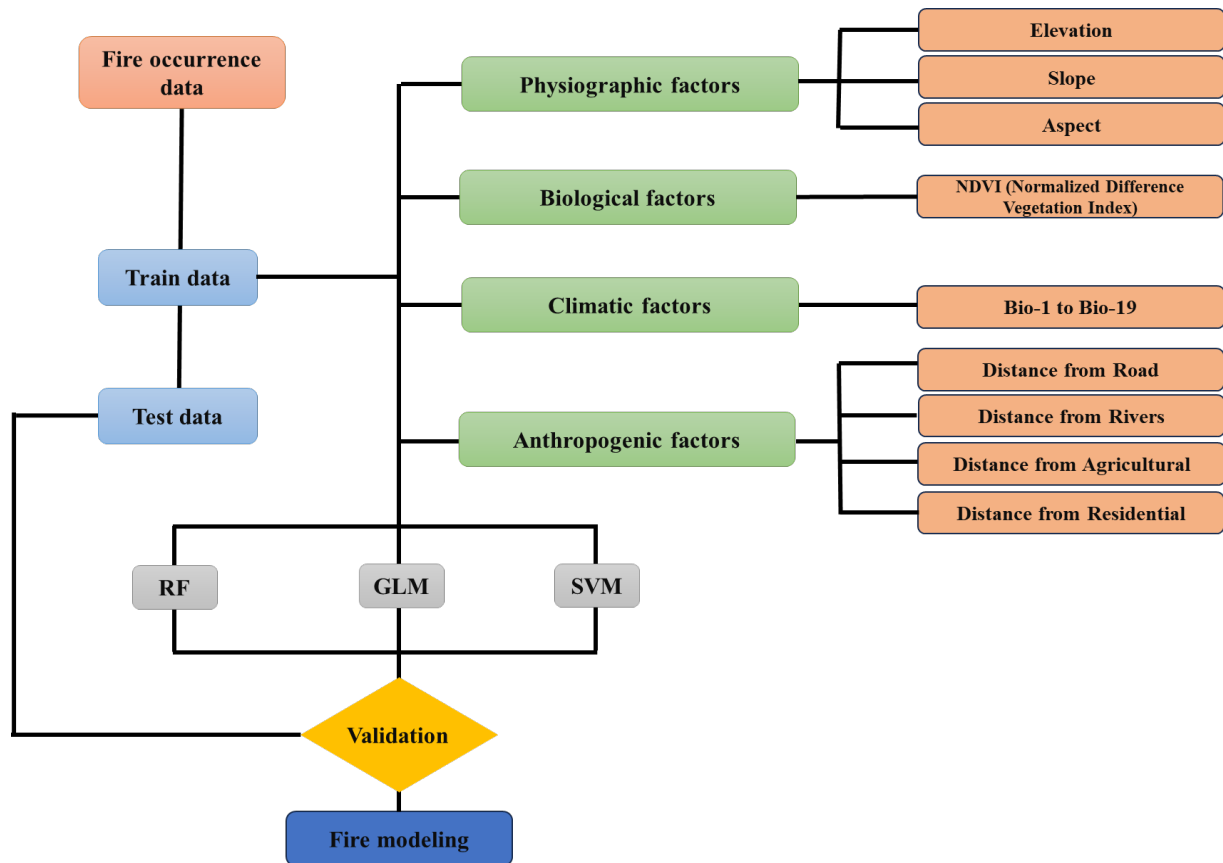 Fire occurrence
data
Train data
Test data
Physiographic factors
Elevation
Slope
Aspect
Biological factors
NDVI (Normalized Difference
Vegetation Index)
Climatic factors
Bio-1 to Bio-19
Anthropogenic factors
Distance from Road
Distance from Rivers
Distance from Agricultural
Distance from Residential
RF
GLM
SVM
Validation
Fire modeling